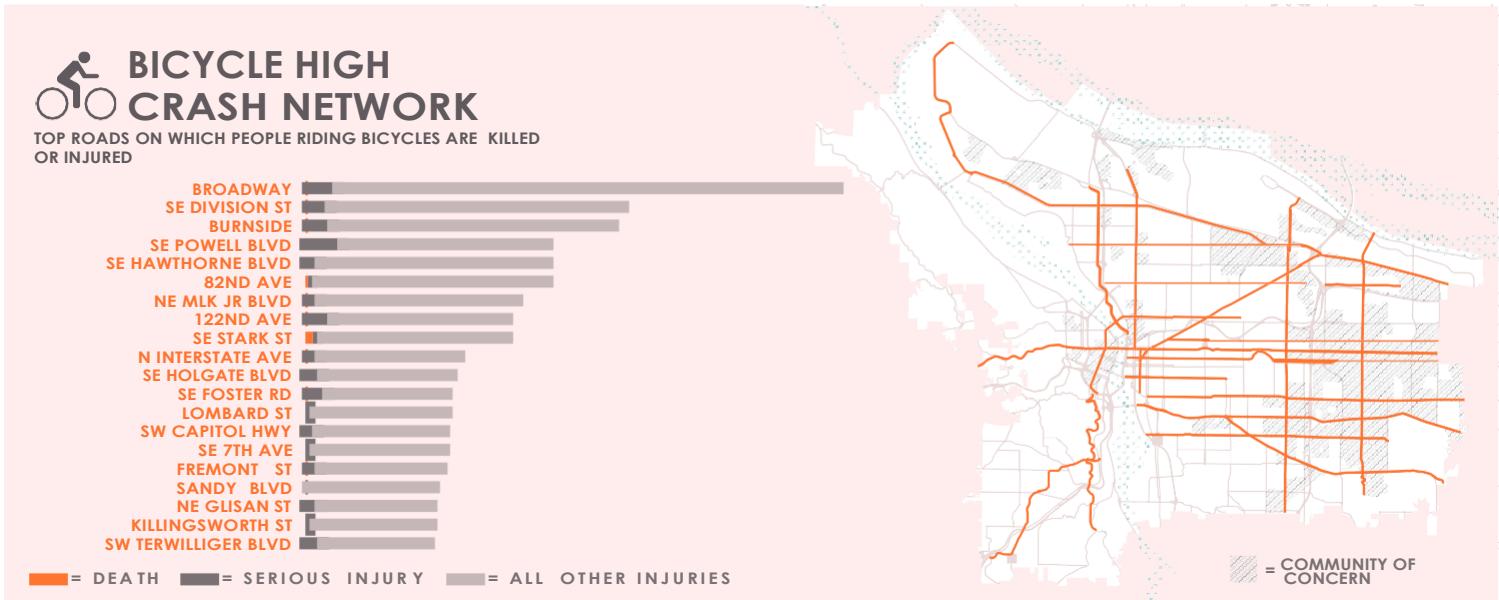 BICYCLE HIGH
CRASH NETWORK
TOP ROADS ON WHICH PEOPLE RIDING BICYCLES ARE KILLED
OR INJURED
BROADWAY
SE DIVISION ST
BURNSIDE
SE POWELL BLVD
SE HAWTHORNE BLVD
82ND AVE
NE MLK JR BLVD
122ND AVE
SE STARK ST
N INTERSTATE AVE
SE HOLGATE BLVD
SE FOSTER RD
LOMBARD ST
SW CAPITOL HWY
SE 7TH AVE
FREMONT ST
SANDY BLVD
NE GLISAN ST
KILLINGSWORTH ST
SW TERWILLIGER BLVD
= DEATH = SERIOUS INJURY = ALL OTHER INJURIES
= COMMUNITY OF
CONCERN